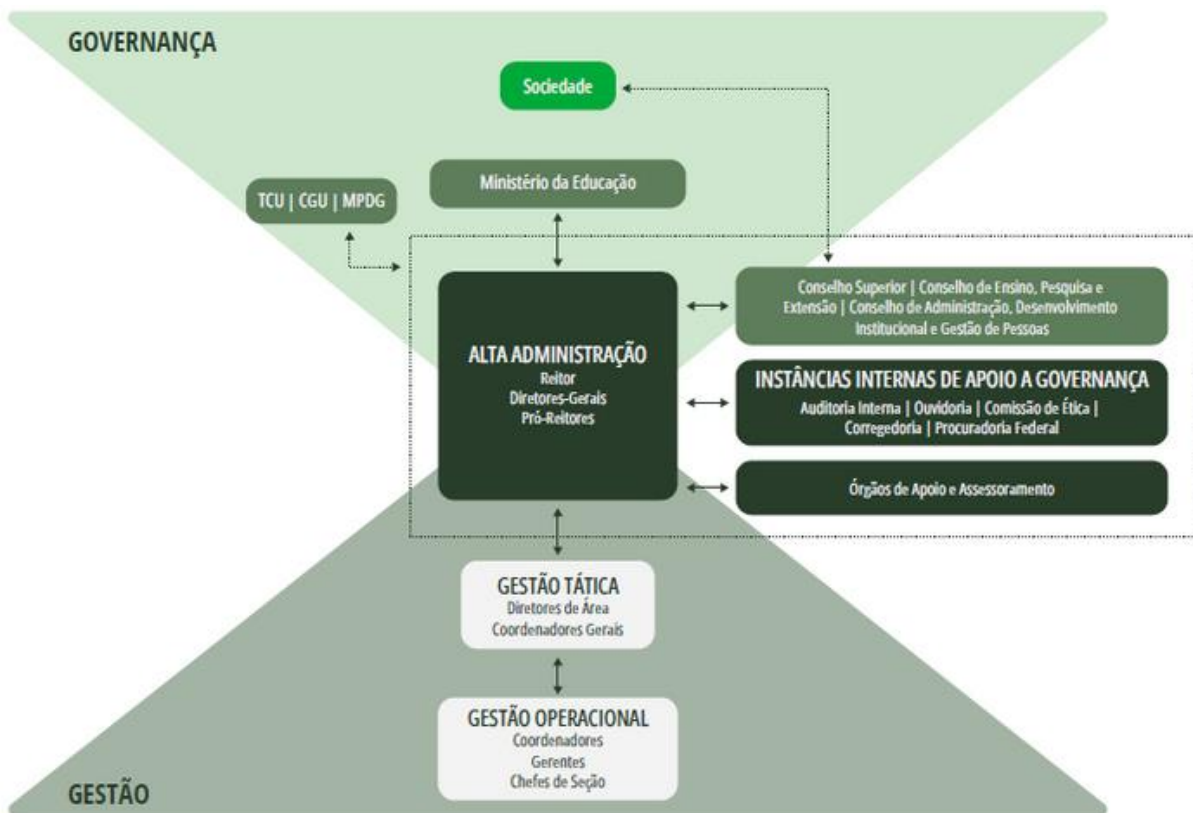 GOVERNANÇA
Sociedade
Ministério da Educação
TCU | CGU | MPDG
Conselho Superior | Conselho de Ensino, Pesquisa e
Extensão | Conselho de Administração, Desenvolvimento
Institucional e Gestão de Pessoas
ALTA ADMINISTRAÇÃO
Reitor
Diretores-Gerais
Pró-Reitores
INSTÂNCIAS INTERNAS DE APOIO A GOVERNANÇA
Auditoria Interna | Ouvidoria | Comissão de Ética |
Corregedoria | Procuradoria Federal
Órgãos de Apoio e Assessoramento
GESTÃO TÁTICA
Diretores de Área
Coordenadores Gerais
GESTÃO OPERACIONAL
Coordenadores
Gerentes
Chefes de Seção
GESTÃO